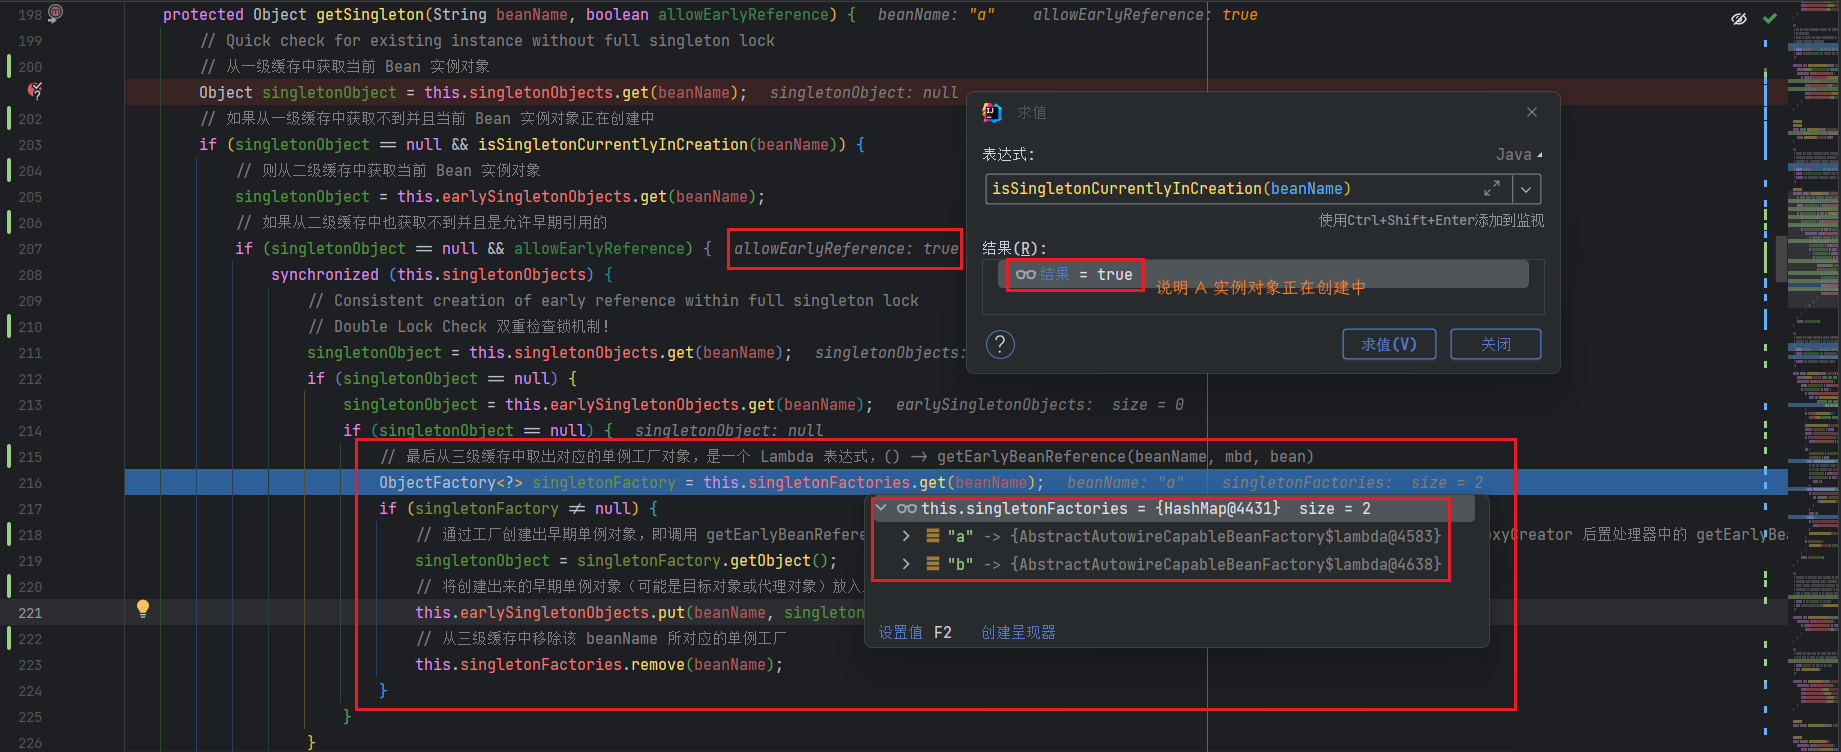 198 protected Object getSingleton(String beanName, boolean allowEarlyReference) { beanName: "a" allowEarlyReference: true
199 // Quick check for existing instance without full singleton lock
200 // 从一级缓存中获取当前 Bean 实例对象
Object singletonObject = this.singletonObjects.get(beanName); singletonObject: null
202 // 如果从一级缓存中获取不到并且当前 Bean 实例对象正在创建中
203 if (singletonObject == null && isSingletonCurrentlyInCreation(beanName)) {
204 // 则从二级缓存中获取当前 Bean 实例对象
205 singletonObject = this.earlySingletonObjects.get(beanName);
206 // 如果从二级缓存中也获取不到并且是允许早期引用的
207 if (singletonObject == null && allowEarlyReference) { allowEarlyReference: true
208 synchronized (this.singletonObjects) {
209 // Consistent creation of early reference within full singleton lock
210 // Double Lock Check 双重检查锁机制!
211 singletonObject = this.singletonObjects.get(beanName); singletonObjects:
212 if (singletonObject == null) {
213 singletonObject = this.earlySingletonObjects.get(beanName); earlySingletonObjects: size = 0
214 if (singletonObject == null) { singletonObject: null
215 // 最后从三级缓存中取出对应的单例工厂对象，是一个 Lambda 表达式，() -> getEarlyBeanReference(beanName, mbd, bean)
216 ObjectFactory<?> singletonFactory = this.singletonFactories.get(beanName); beanName: "a" singletonFactories: size = 2
217 if (singletonFactory != null) {
218 // 通过工厂创建出早期单例对象，即调用 getEarlyBeanRefere
xyCreator 后置处理器中的 getEarlyBe
219 singletonObject = singletonFactory.getObject();
220 // 将创建出来的早期单例对象（可能是目标对象或代理对象）放入
221 this.earlySingletonObjects.put(beanName, singleton
222 // 从三级缓存中移除该 beanName 所对应的单例工厂
223 this.singletonFactories.remove(beanName);
224 }
225 }
226 }
求值
表达式:
Java
isSingletonCurrentlyInCreation(beanName)
使用Ctrl+Shift+Enter添加到监视
结果(R):
结果 = true
说明 A 实例对象正在创建中
?
求值(V)
关闭
this.singletonFactories = {HashMap@4431} size = 2
"a" -> {AbstractAutowireCapableBeanFactory$lambda@4583}
"b" -> {AbstractAutowireCapableBeanFactory$lambda@4638}
设置值 F2 创建呈现器